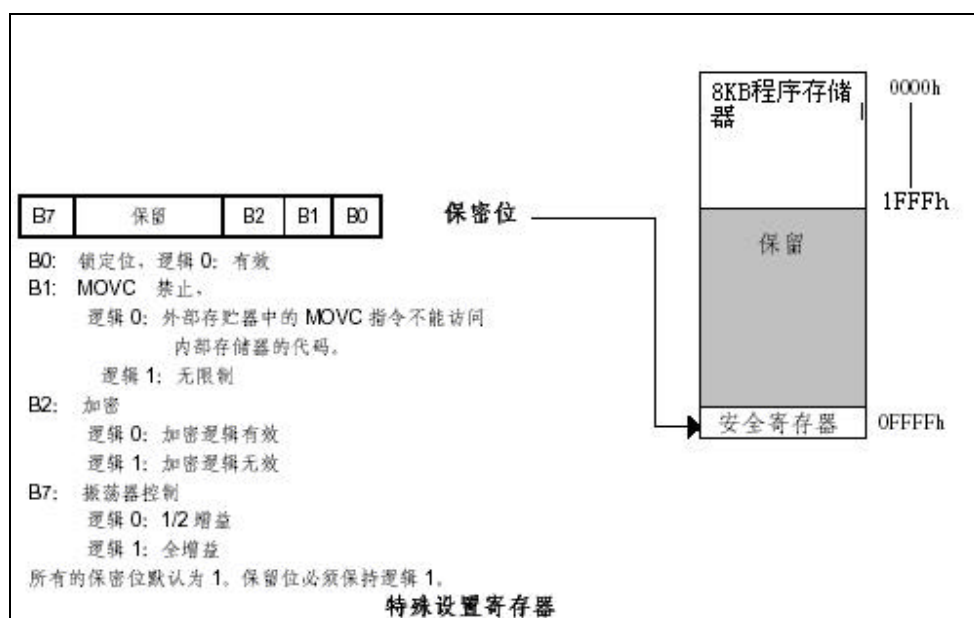 8KB程序存储
器
0000h
1FFFh
B7 保留 B2 B1 B0
保密位
保留
B0: 锁定位、逻辑 0: 有效
B1: MOVC 禁止、
逻辑 0: 外部存贮器中的 MOVC 指令不能访问
内部存储器的代码。
逻辑 1: 无限制
B2: 加密
逻辑 0: 加密逻辑有效
逻辑 1: 加密逻辑无效
安全寄存器
0FFFFh
B7: 振荡器控制
逻辑 0: 1/2 增益
逻辑 1: 全增益
所有的保密位默认为 1。保留位必须保持逻辑 1。
特殊设置寄存器